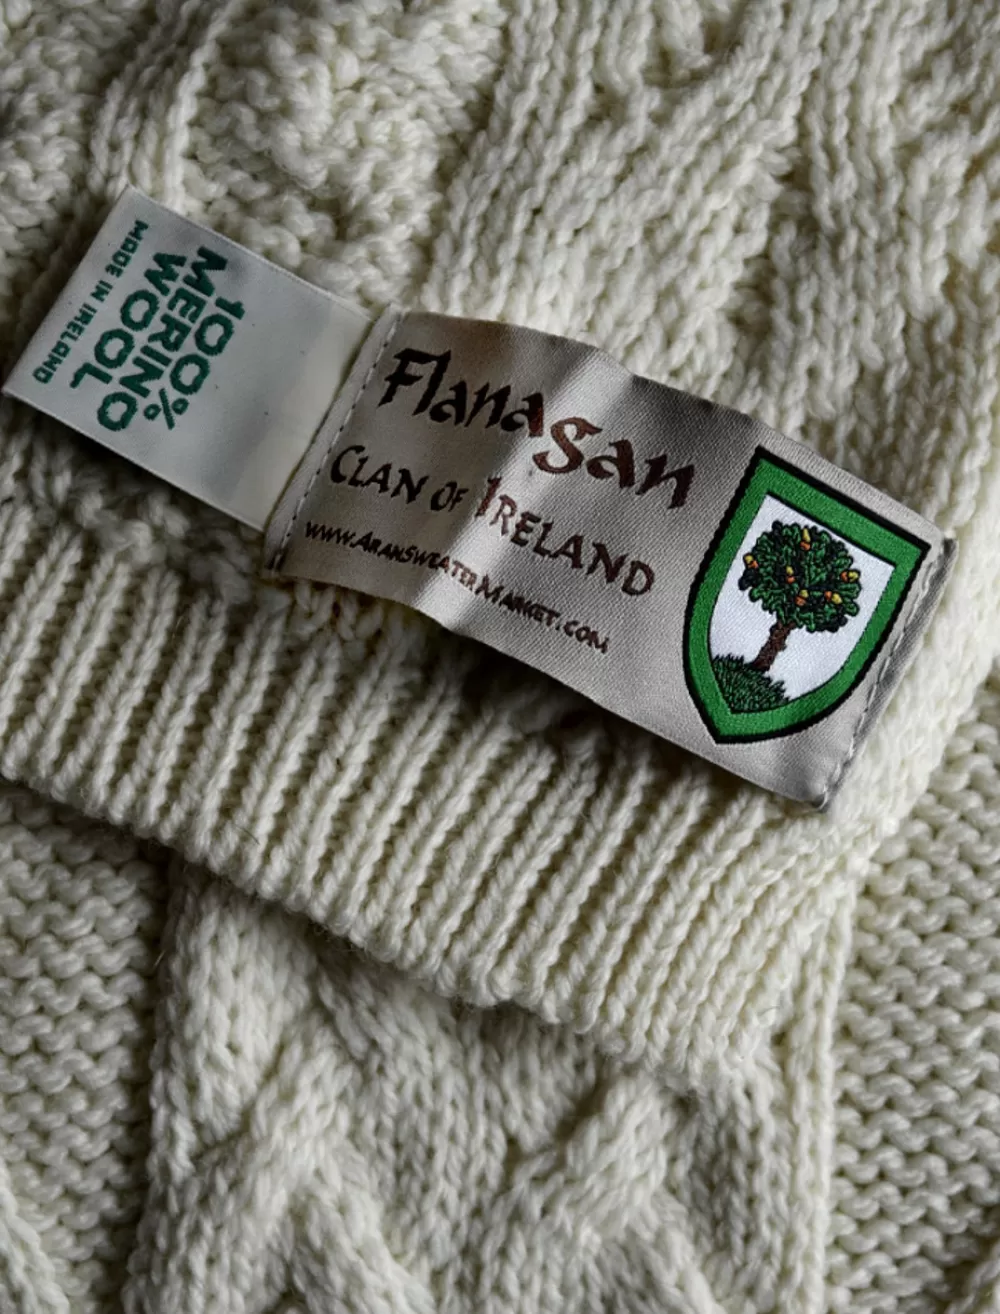 100%
MERINO
WOOL
MADE IN IRELAND
Flanagan
CLAN OF IRELAND
WWW.ARANSWEATERMARKET.COM